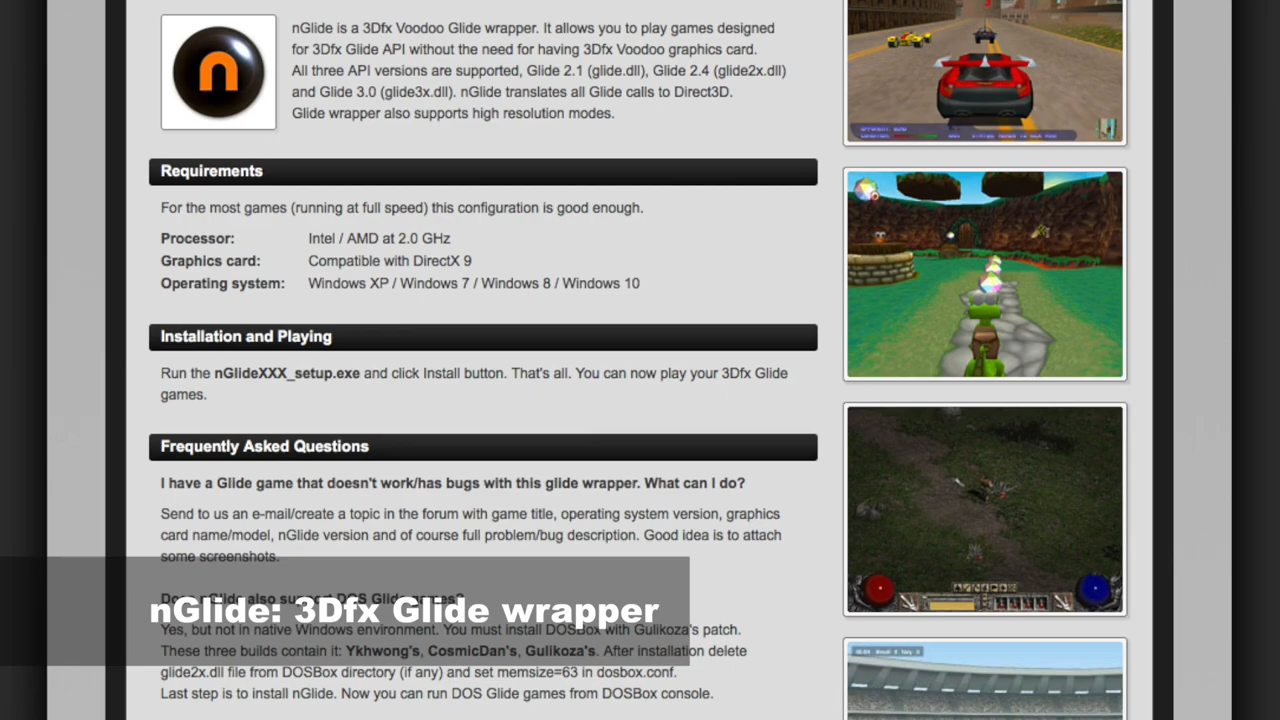 nGlide is a 3Dfx Voodoo Glide wrapper. It allows you to play games designed
for 3Dfx Glide API without the need for having 3Dfx Voodoo graphics card.
All three API versions are supported, Glide 2.1 (glide.dll), Glide 2.4 (glide2x.dll)
and Glide 3.0 (glide3x.dll). nGlide translates all Glide calls to Direct3D.
Glide wrapper also supports high resolution modes.
Requirements
For the most games (running at full speed) this configuration is good enough.
Processor: Intel / AMD at 2.0 GHz
Graphics card: Compatible with DirectX 9
Operating system: Windows XP / Windows 7 / Windows 8 / Windows 10
Installation and Playing
Run the nGlideXXX_setup.exe and click Install button. That's all. You can now play your 3Dfx Glide
games.
Frequently Asked Questions
I have a Glide game that doesn't work/has bugs with this glide wrapper. What can I do?
Send to us an e-mail/create a topic in the forum with game title, operating system version, graphics
card name/model, nGlide version and of course full problem/bug description. Good idea is to attach
some screenshots.
Does nGlide also support DOS Glide games?
nGlide: 3Dfx Glide wrapper
Yes, but not in native Windows environment. You must install DOSBox with Gulikoza's patch.
These three builds contain it: Ykhwong's, CosmicDan's, Gulikoza's. After installation delete
glide2x.dll file from DOSBox directory (if any) and set memsize=63 in dosbox.conf.
Last step is to install nGlide. Now you can run DOS Glide games from DOSBox console.